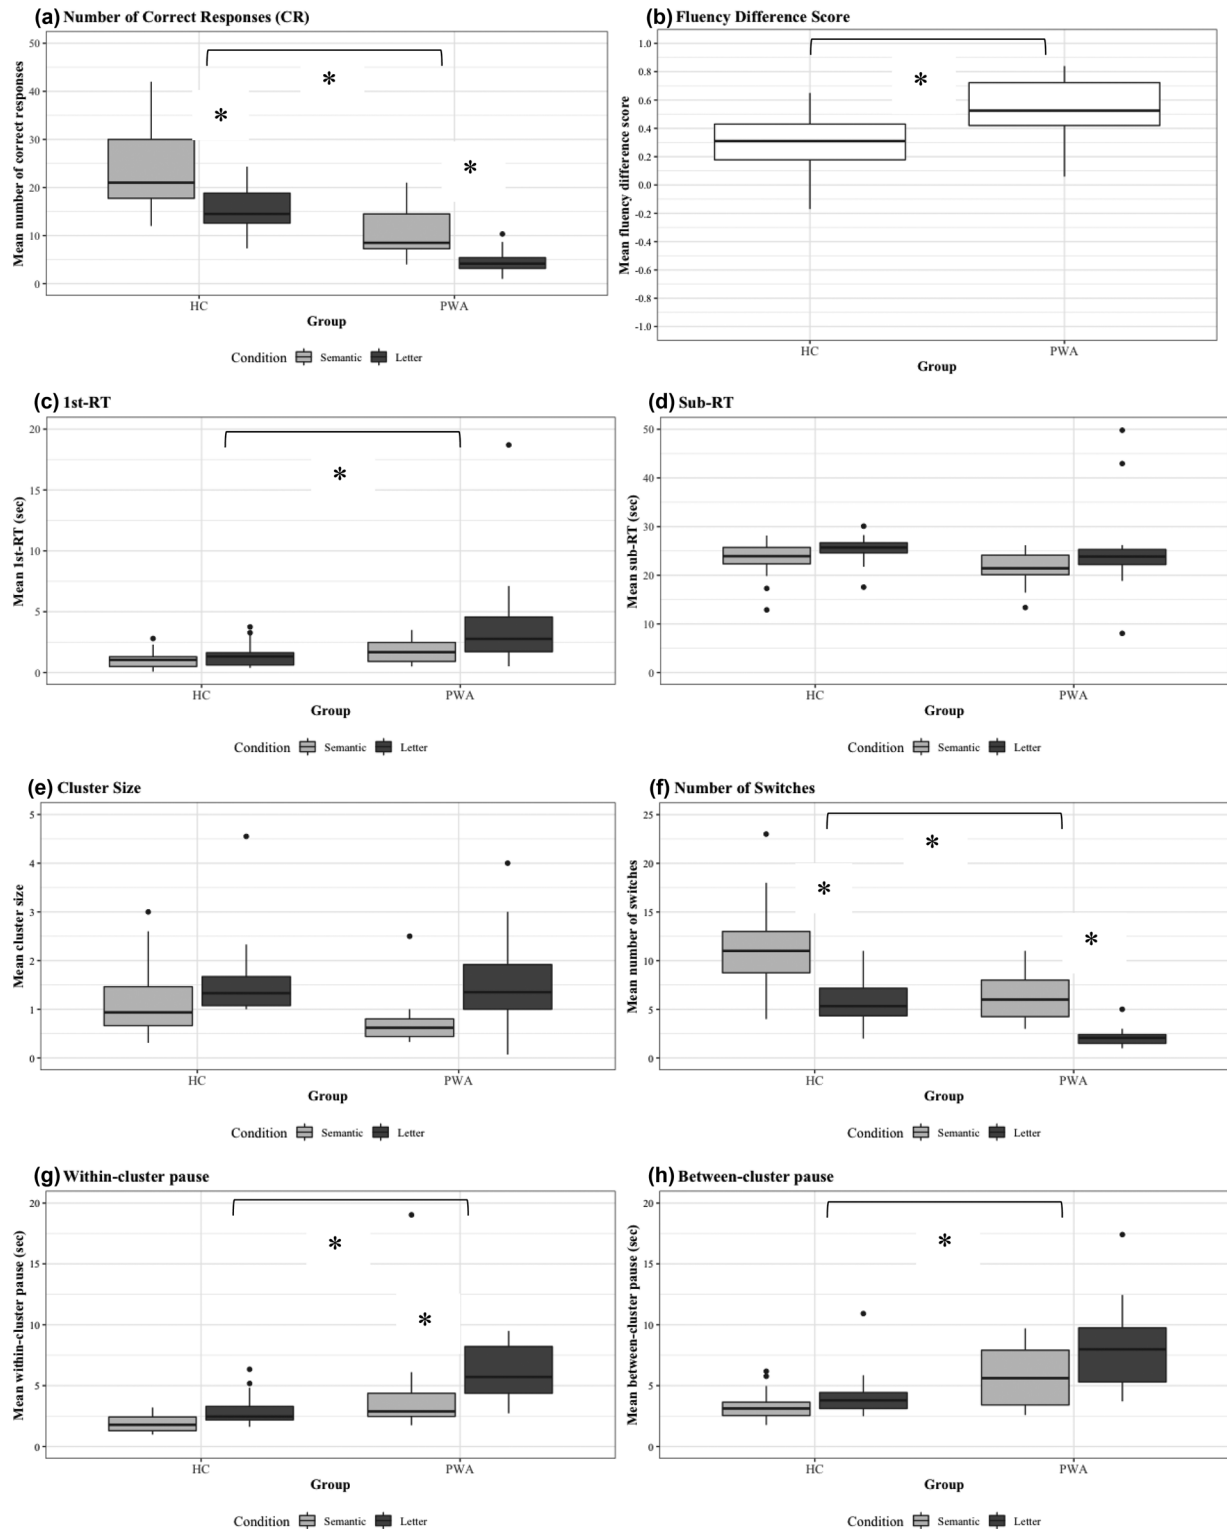 (a) Number of Correct Responses (CR)
Mean number of correct responses
50
40
30
20
10
0
*
*
*
HC
PWA
Group
Condition Semantic Letter
(b) Fluency Difference Score
Mean fluency difference score
1.0
0.8
0.6
0.4
0.2
0.0
-0.2
-0.4
-0.6
-0.8
-1.0
*
HC
PWA
Group
(c) 1st-RT
Mean 1st-RT (sec)
20
15
10
5
0
*
HC
PWA
Group
Condition Semantic Letter
(d) Sub-RT
Mean sub-RT (sec)
50
40
30
20
10
0
HC
PWA
Group
Condition Semantic Letter
(e) Cluster Size
Mean cluster size
5
4
3
2
1
0
HC
PWA
Group
Condition Semantic Letter
(f) Number of Switches
Mean number of switches
25
20
15
10
5
0
*
*
*
HC
PWA
Group
Condition Semantic Letter
(g) Within-cluster pause
Mean within-cluster pause (sec)
20
15
10
5
0
*
*
HC
PWA
Group
Condition Semantic Letter
(h) Between-cluster pause
Mean between-cluster pause (sec)
20
15
10
5
0
*
HC
PWA
Group
Condition Semantic Letter